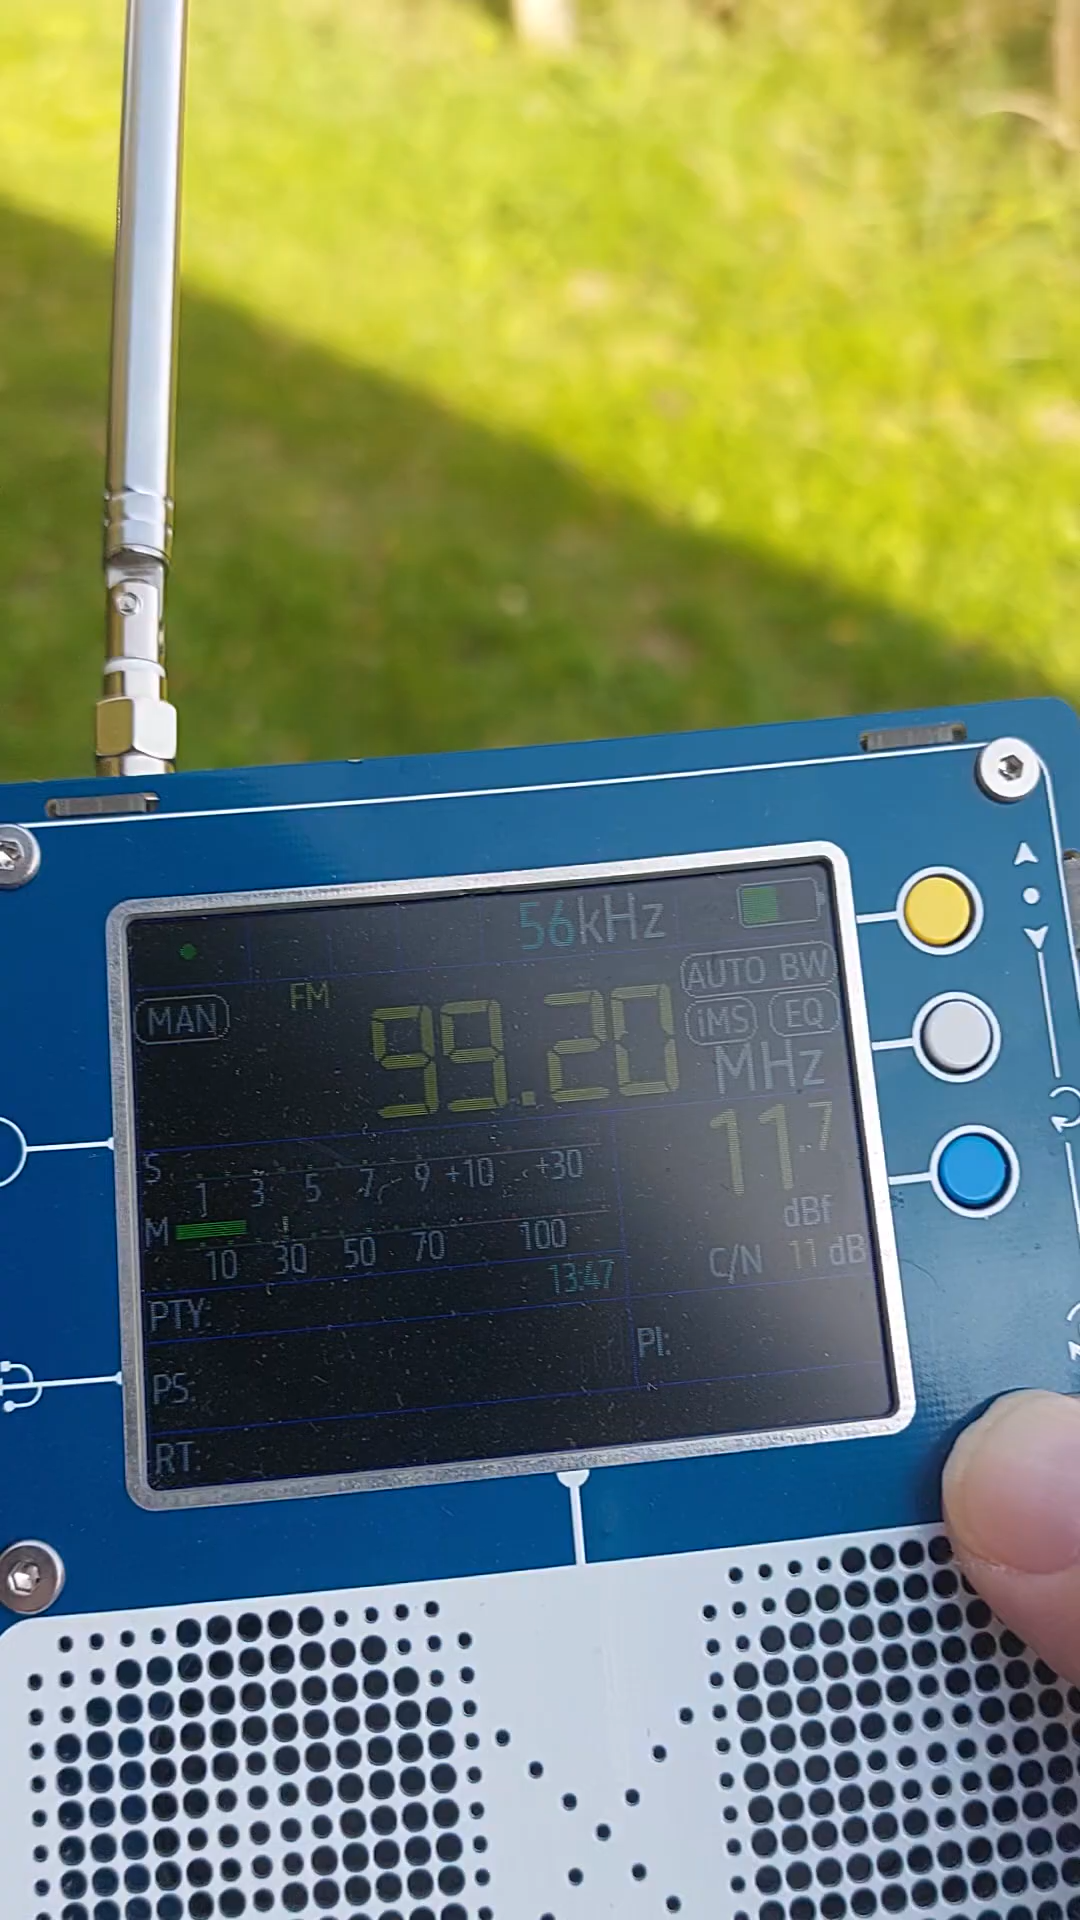 56kHz
AUTO BW
MAN FM 99.20 iMS EQ
MHz
S 1 3 5 7 9 +10 +30
11.7
dBf
M 10 30 50 70 100
C/N 11 dB
13:47
PTY:
PI:
PS:
RT: